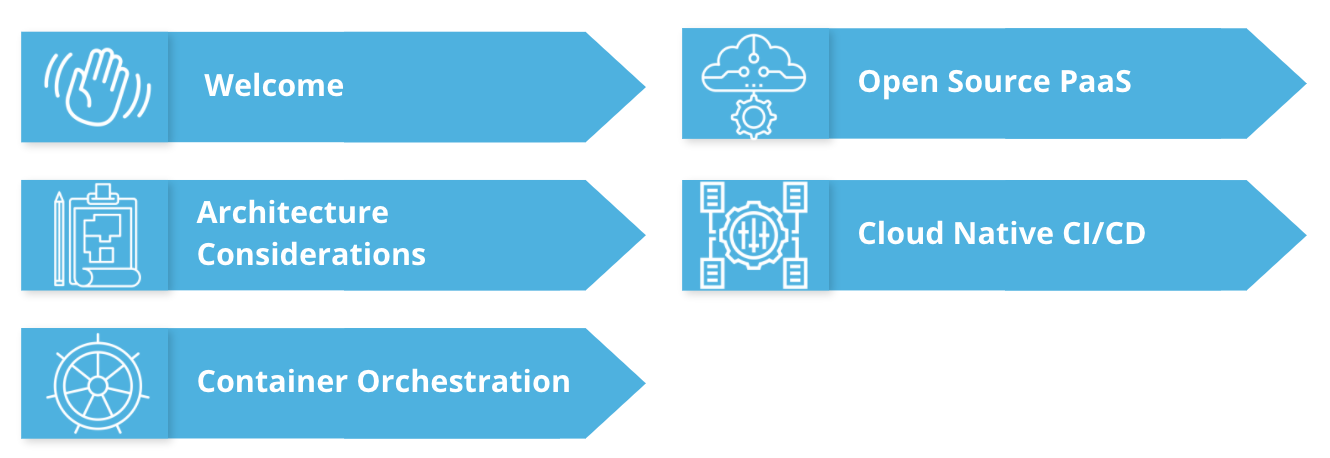 Welcome
Architecture
Considerations
Container Orchestration
Open Source PaaS
Cloud Native CI/CD